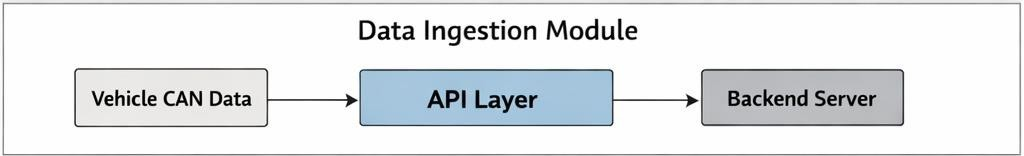 Data Ingestion Module
Vehicle CAN Data
API Layer
Backend Server